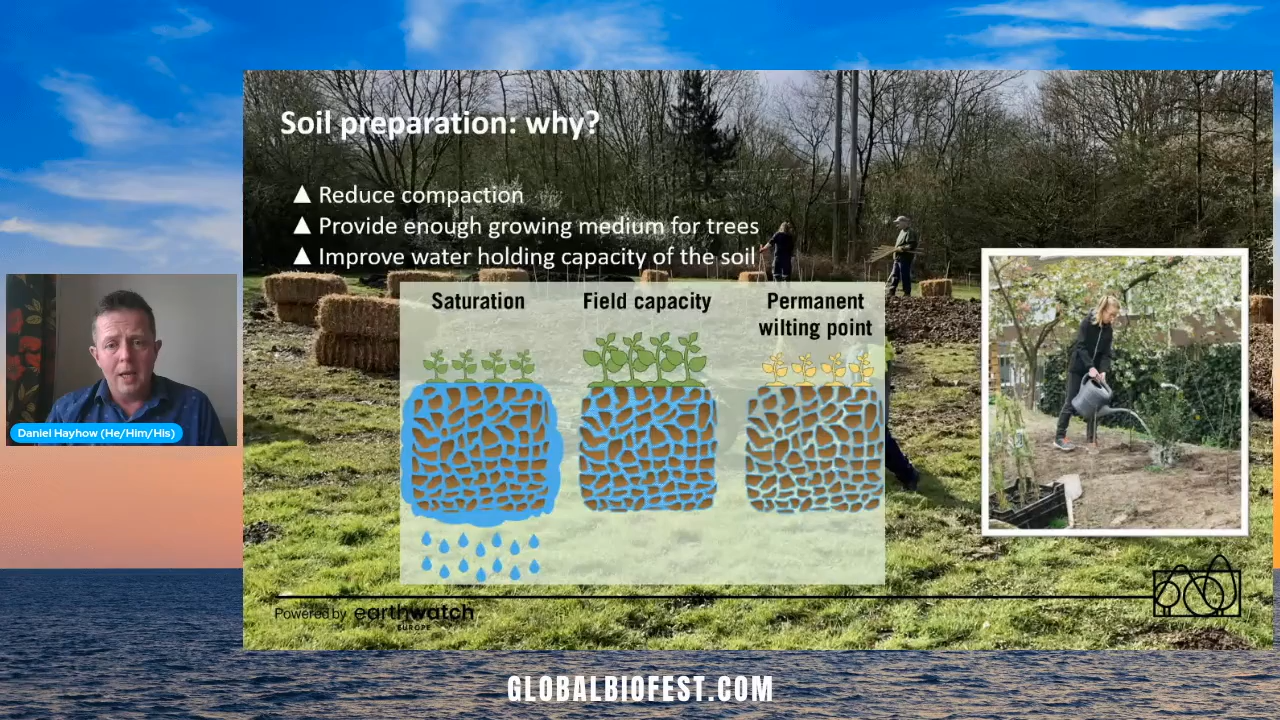 Soil preparation: why?
▲ Reduce compaction
▲ Provide enough growing medium for trees
▲ Improve water holding capacity of the soil
Saturation
Field capacity
Permanent
wilting point
Daniel Hayhow (He/Him/His)
Powered by earthwatch
EUROPE
GLOBALBIOFEST.COM